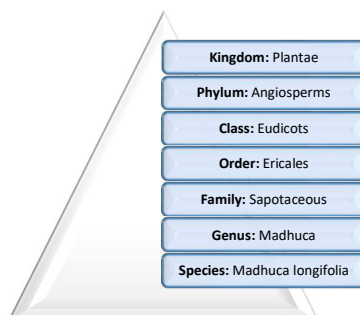 Kingdom: Plantae
Phylum: Angiosperms
Class: Eudicots
Order: Ericales
Family: Sapotaceous
Genus: Madhuca
Species: Madhuca longifolia